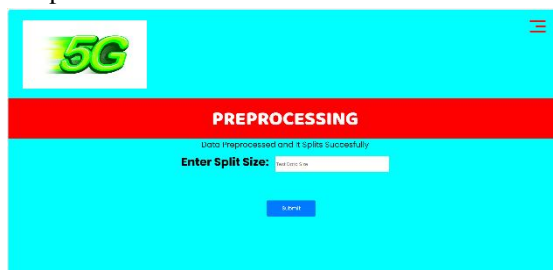 5G
PREPROCESSING
Data Preprocessed and It Splits Succesfully
Enter Split Size: Test Data Size
Submit